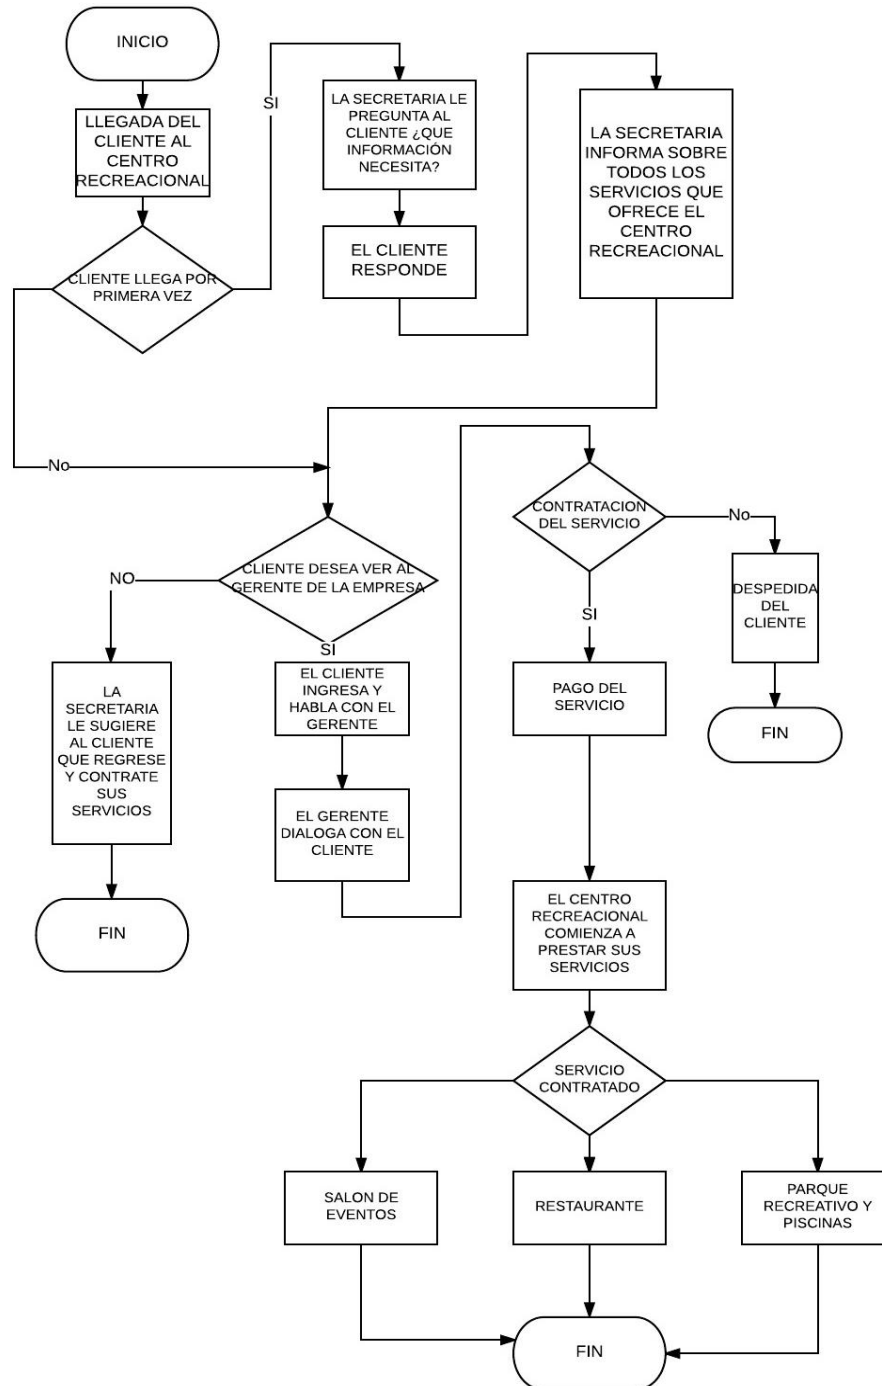 INICIO
LLEGADA DEL
CLIENTE AL
CENTRO
RECREACIONAL
CLIENTE LLEGA POR
PRIMERA VEZ
SI
LA SECRETARIA LE
PREGUNTA AL
CLIENTE ¿QUE
INFORMACIÓN
NECESITA?
EL CLIENTE
RESPONDE
LA SECRETARIA
INFORMA SOBRE
TODOS LOS
SERVICIOS QUE
OFRECE EL
CENTRO
RECREACIONAL
No
CLIENTE DESEA VER AL
GERENTE DE LA EMPRESA
NO
LA
SECRETARIA
LE SUGIERE
AL CLIENTE
QUE REGRESE
Y CONTRATE
SUS
SERVICIOS
FIN
SI
EL CLIENTE
INGRESA Y
HABLA CON EL
GERENTE
EL GERENTE
DIALOGA CON EL
CLIENTE
CONTRATACION
DEL SERVICIO
No
DESPEDIDA
DEL
CLIENTE
FIN
SI
PAGO DEL
SERVICIO
EL CENTRO
RECREACIONAL
COMIENZA A
PRESTAR SUS
SERVICIOS
SERVICIO
CONTRATADO
SALON DE
EVENTOS
RESTAURANTE
PARQUE
RECREATIVO Y
PISCINAS
FIN